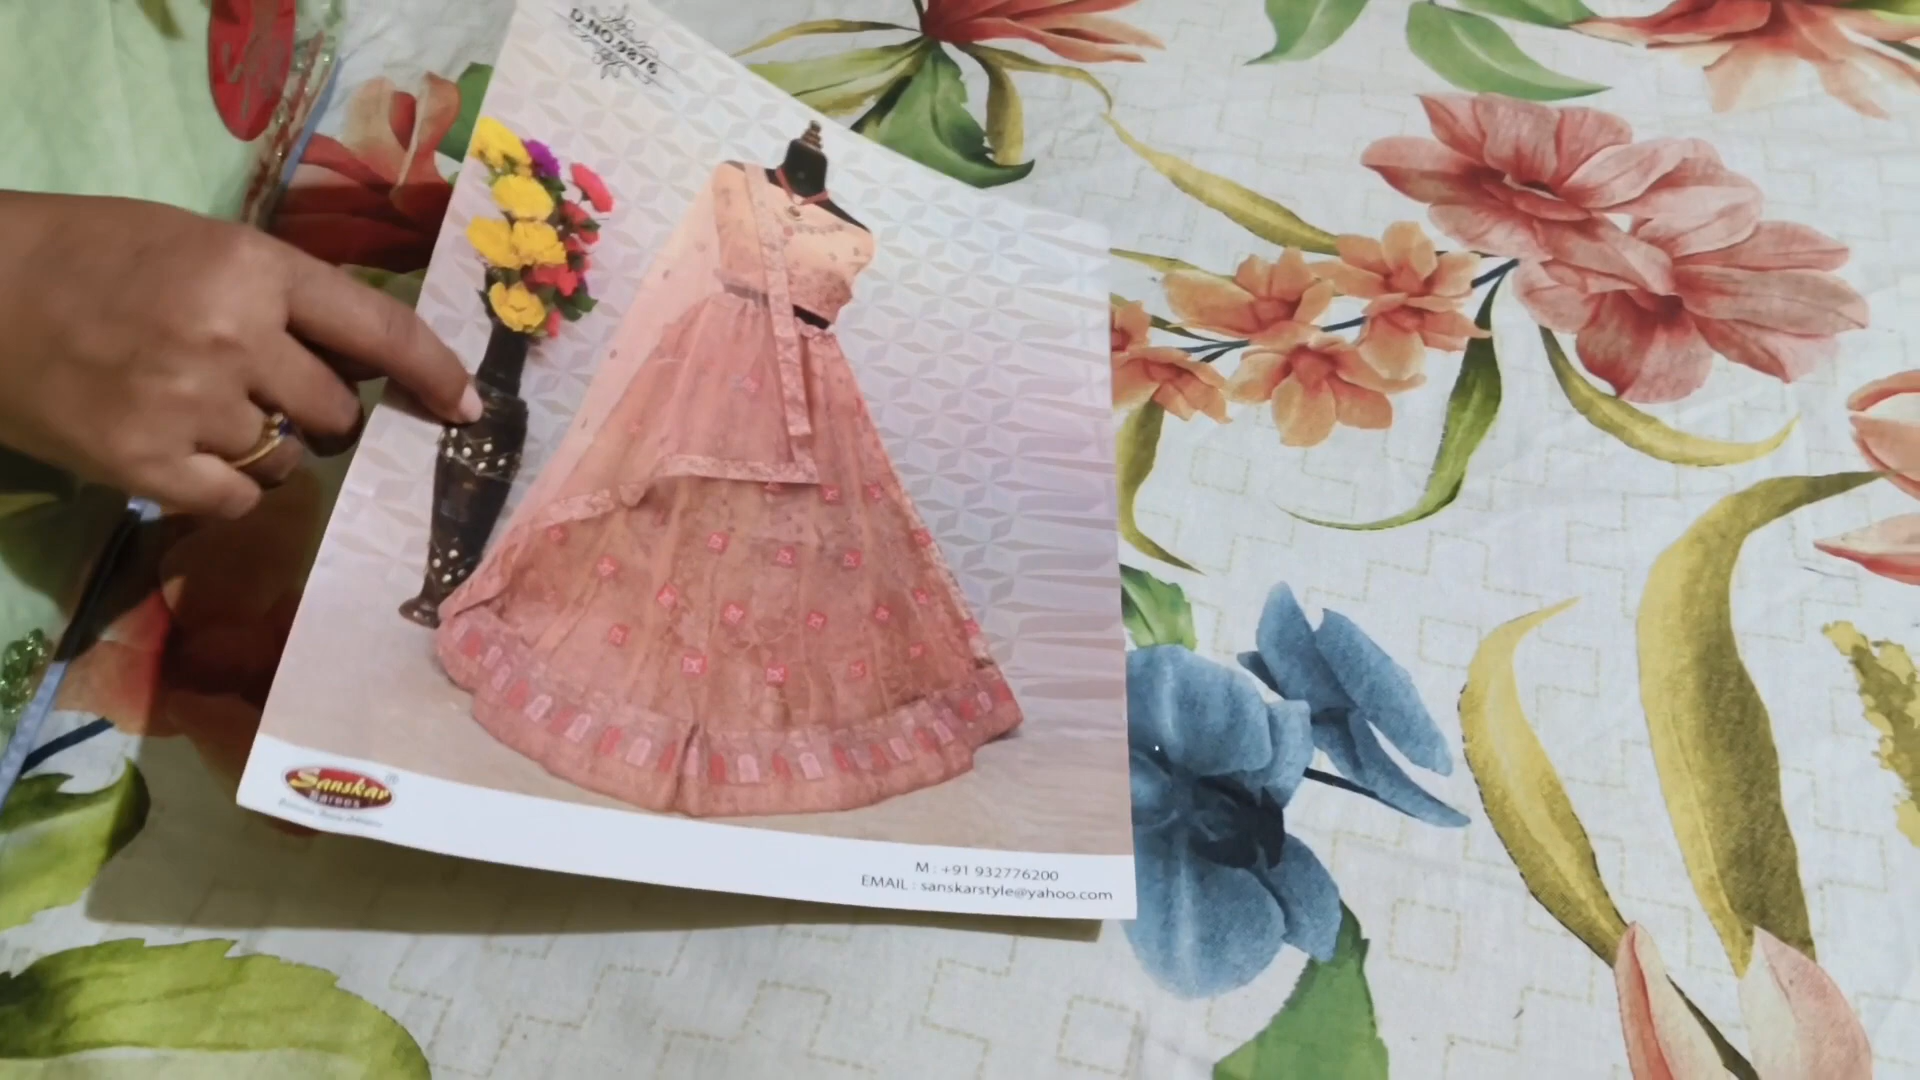 D.NO.9876
Sanskar
Sarees
M : +91 932776200
EMAIL : sanskarstyle@yahoo.com